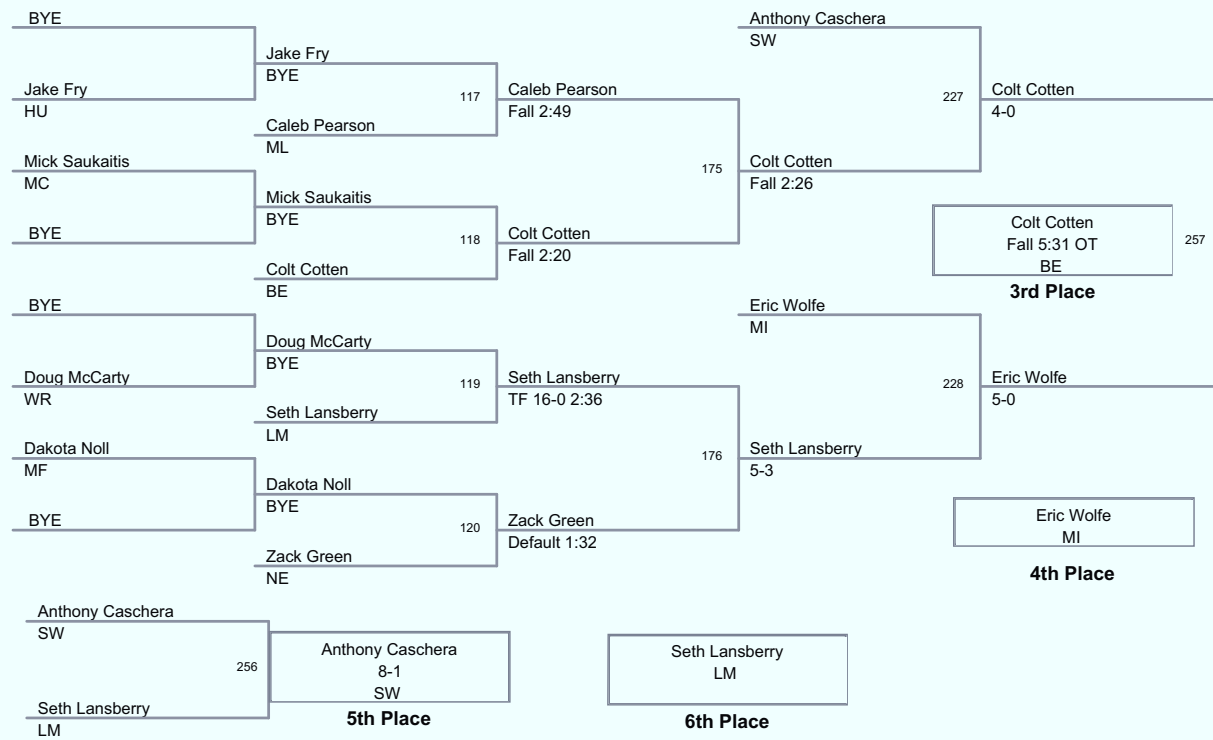 BYE
Jake Fry
HU
Mick Saukaitis
MC
BYE
BYE
Doug McCarty
WR
Dakota Noll
MF
BYE
Jake Fry
BYE
117
Caleb Pearson
ML
Mick Saukaitis
BYE
118
Colt Cotten
BE
Doug McCarty
BYE
119
Seth Lansberry
LM
Dakota Noll
BYE
120
Zack Green
NE
Caleb Pearson
Fall 2:49
175
Colt Cotten
Fall 2:20
Seth Lansberry
TF 16-0 2:36
176
Zack Green
Default 1:32
Anthony Caschera
SW
227
Colt Cotten
Fall 2:26
Eric Wolfe
MI
228
Seth Lansberry
5-3
Colt Cotten
4-0
Colt Cotten
Fall 5:31 OT
BE
257
3rd Place
Eric Wolfe
5-0
Eric Wolfe
MI
4th Place
Anthony Caschera
SW
256
Seth Lansberry
LM
Anthony Caschera
8-1
SW
5th Place
Seth Lansberry
LM
6th Place